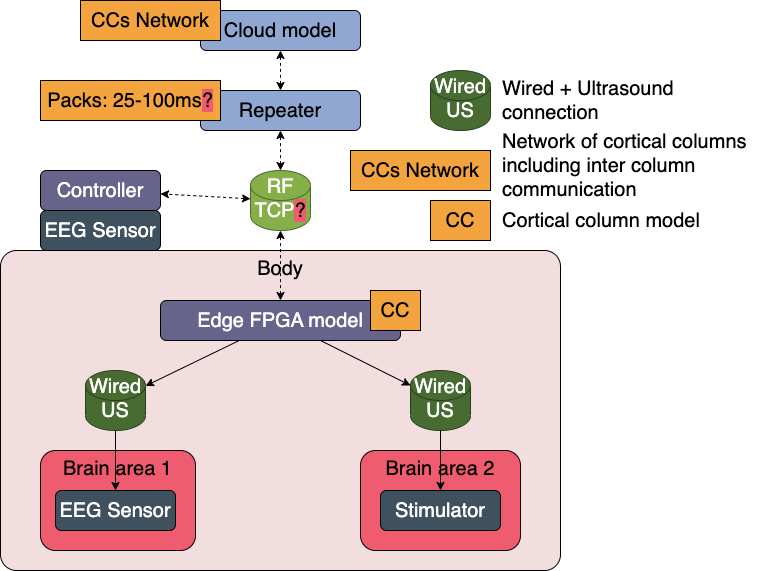 CCs Network
Cloud model
Packs: 25-100ms?
Repeater
Controller
EEG Sensor
RF
TCP?
Body
Edge FPGA model
CC
Wired
US
Wired
US
Brain area 1
EEG Sensor
Brain area 2
Stimulator
Wired
US
Wired + Ultrasound
connection
CCs Network
Network of cortical columns
including inter column
communication
CC
Cortical column model